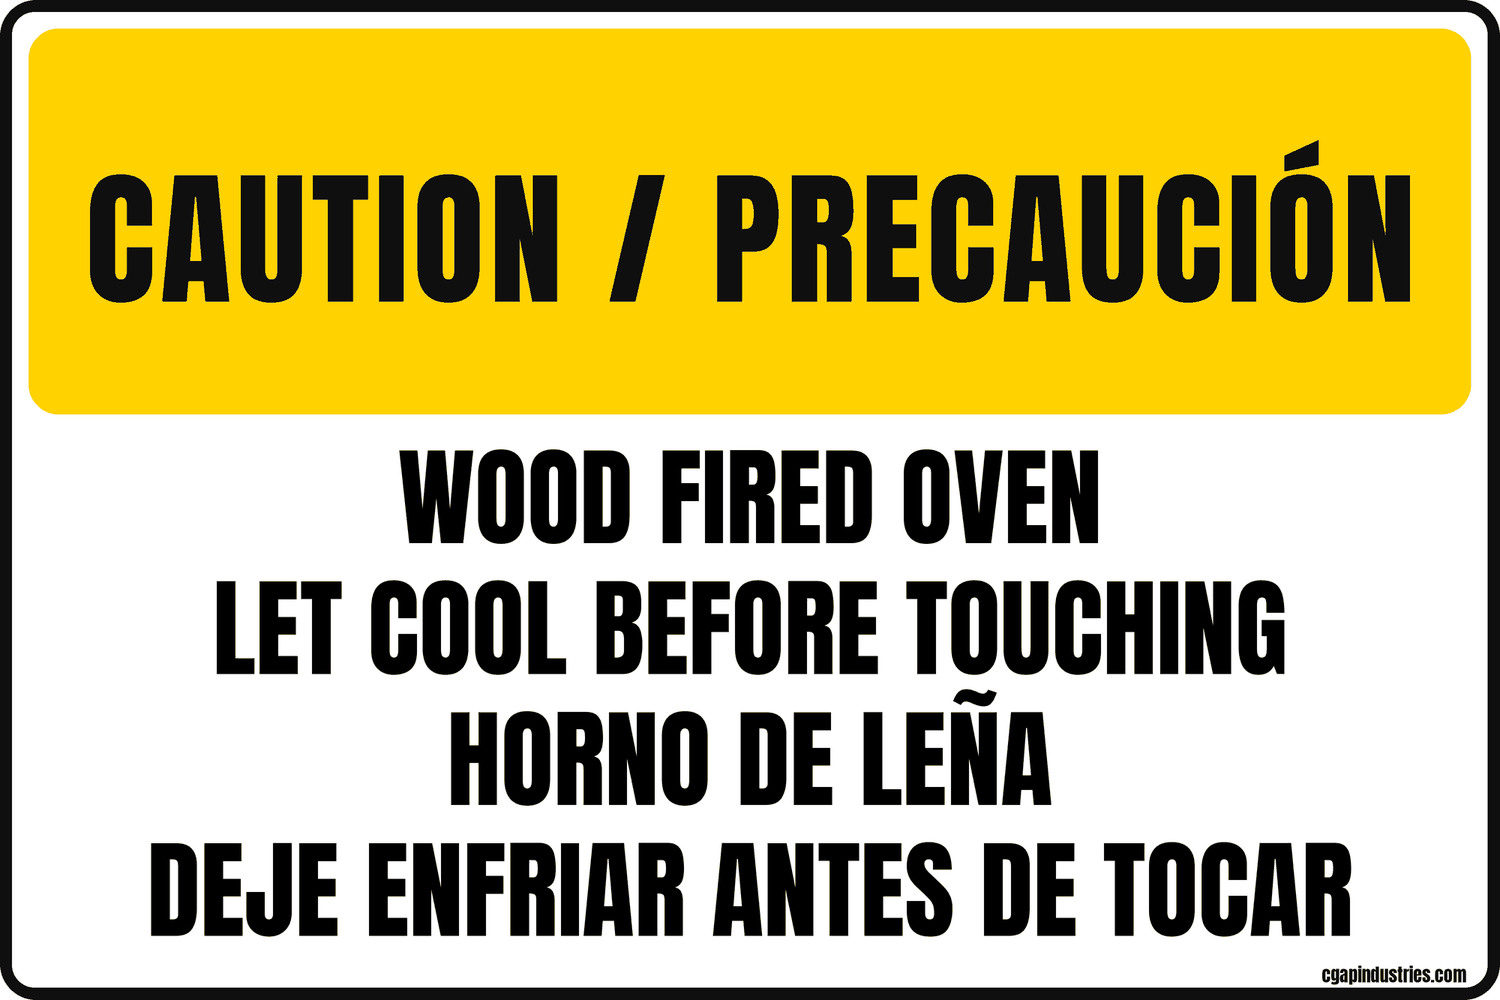 CAUTION / PRECAUCIÓN
WOOD FIRED OVEN
LET COOL BEFORE TOUCHING
HORNO DE LEÑA
DEJE ENFRIAR ANTES DE TOCAR
cgapindustries.com